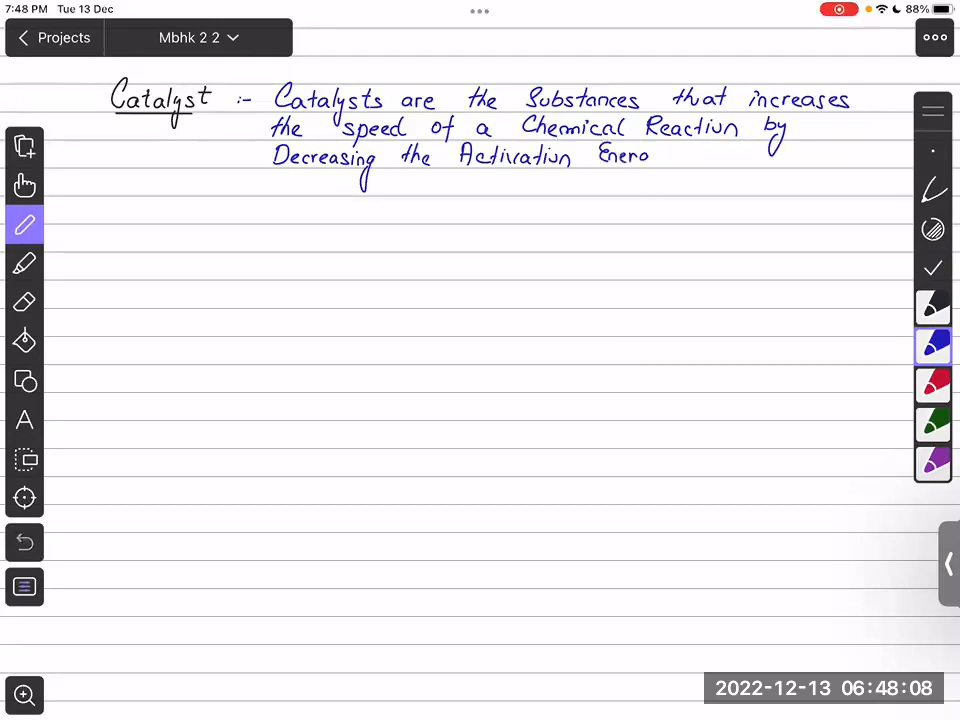 7:48 PM Tue 13 Dec
88%
Projects
Mbhk 2 2
Catalyst :- Catalysts are the Substances that increases
the speed of a Chemical Reaction by
Decreasing the Activation Enero
A
2022-12-13 06:48:08